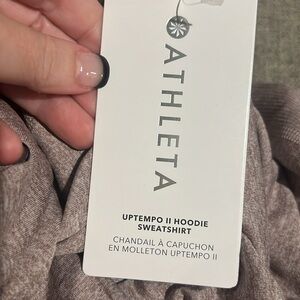 ATHLETA
UPTEMPO II HOODIE
SWEATSHIRT
CHANDAIL À CAPUCHON
EN MOLLETON UPTEMPO II